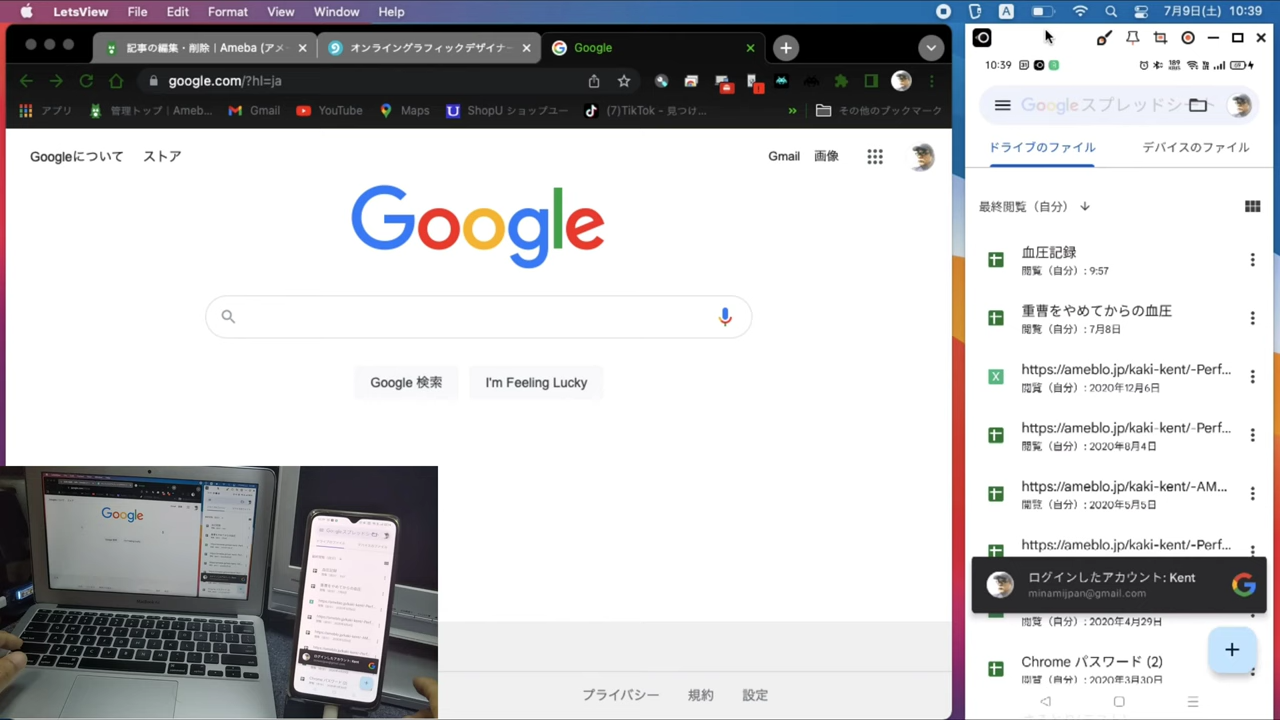 LetsView File Edit Format View Window Help
A 7月9日(土) 10:39
記事の編集・削除 | Ameba (アメ
オンライングラフィックデザイナー
Google
google.com/?hl=ja
アプリ 管理トップ | Ameb... Gmail YouTube Maps ShopU ショップユー (7)TikTok - 見つけ... » その他のブックマーク
Googleについて ストア
Gmail 画像
Google
Google 検索 I'm Feeling Lucky
プライバシー 規約 設定
10:39
Googleスプレッドシート
ドライブのファイル デバイスのファイル
最終閲覧（自分）
血圧記録
閲覧（自分）: 9:57
重曹をやめてからの血圧
閲覧（自分）: 7月8日
https://ameblo.jp/kaki-kent/-Perf...
閲覧（自分）: 2020年12月6日
https://ameblo.jp/kaki-kent/-Perf...
閲覧（自分）: 2020年8月4日
https://ameblo.jp/kaki-kent/-AM...
閲覧（自分）: 2020年5月5日
https://ameblo.jp/kaki-kent/-Perf...
ログインしたアカウント: Kent
minamijpan@gmail.com
閲覧（自分）: 2020年4月29日
Chrome パスワード (2)
閲覧（自分）: 2020年3月30日
Google